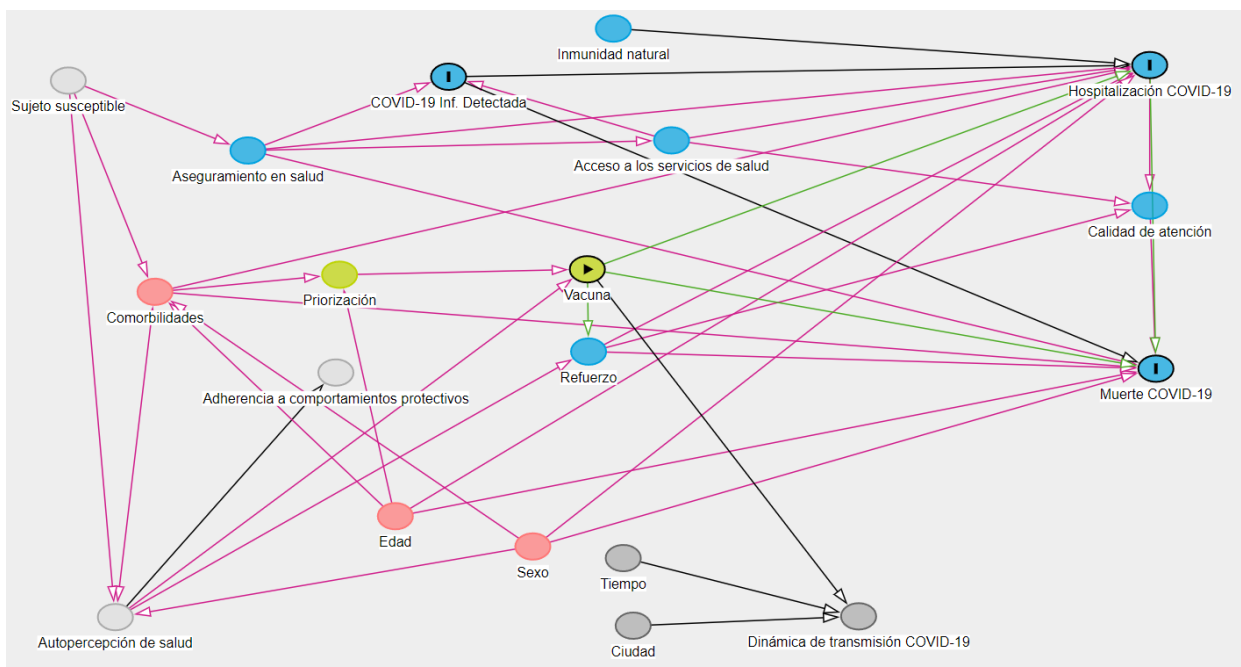 Inmunidad natural
Sujeto susceptible
COVID-19 Inf. Detectada
Hospitalización COVID-19
Aseguramiento en salud
Acceso a los servicios de salud
Calidad de atención
Comorbilidades
Priorización
Vacuna
Refuerzo
Adherencia a comportamientos protectivos
Muerte COVID-19
Edad
Sexo
Tiempo
Autopercepción de salud
Ciudad
Dinámica de transmisión COVID-19